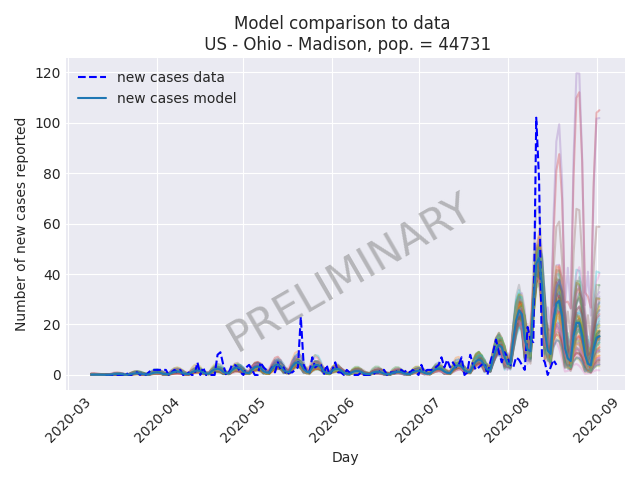 Model comparison to data
US - Ohio - Madison, pop. = 44731
new cases data
new cases model
Number of new cases reported
120
100
80
60
40
20
0
PRELIMINARY
2020-03
2020-04
2020-05
2020-06
2020-07
2020-08
2020-09
Day